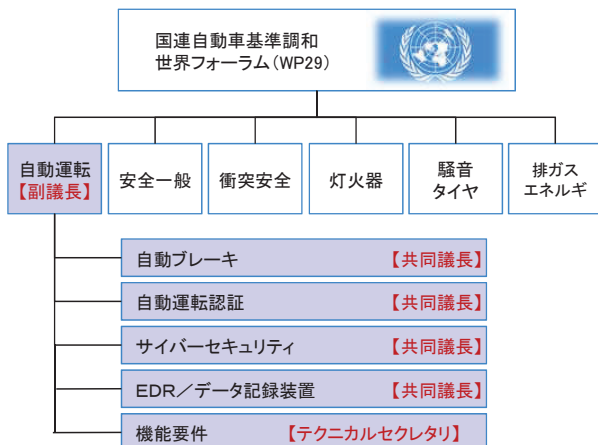 国連自動車基準調和
世界フォーラム(WP29)
自動運転
【副議長】
安全一般
衝突安全
灯火器
騒音
タイヤ
排ガス
エネルギ
自動ブレーキ 【共同議長】
自動運転認証 【共同議長】
サイバーセキュリティ 【共同議長】
EDR/データ記録装置 【共同議長】
機能要件 【テクニカルセクレタリ】